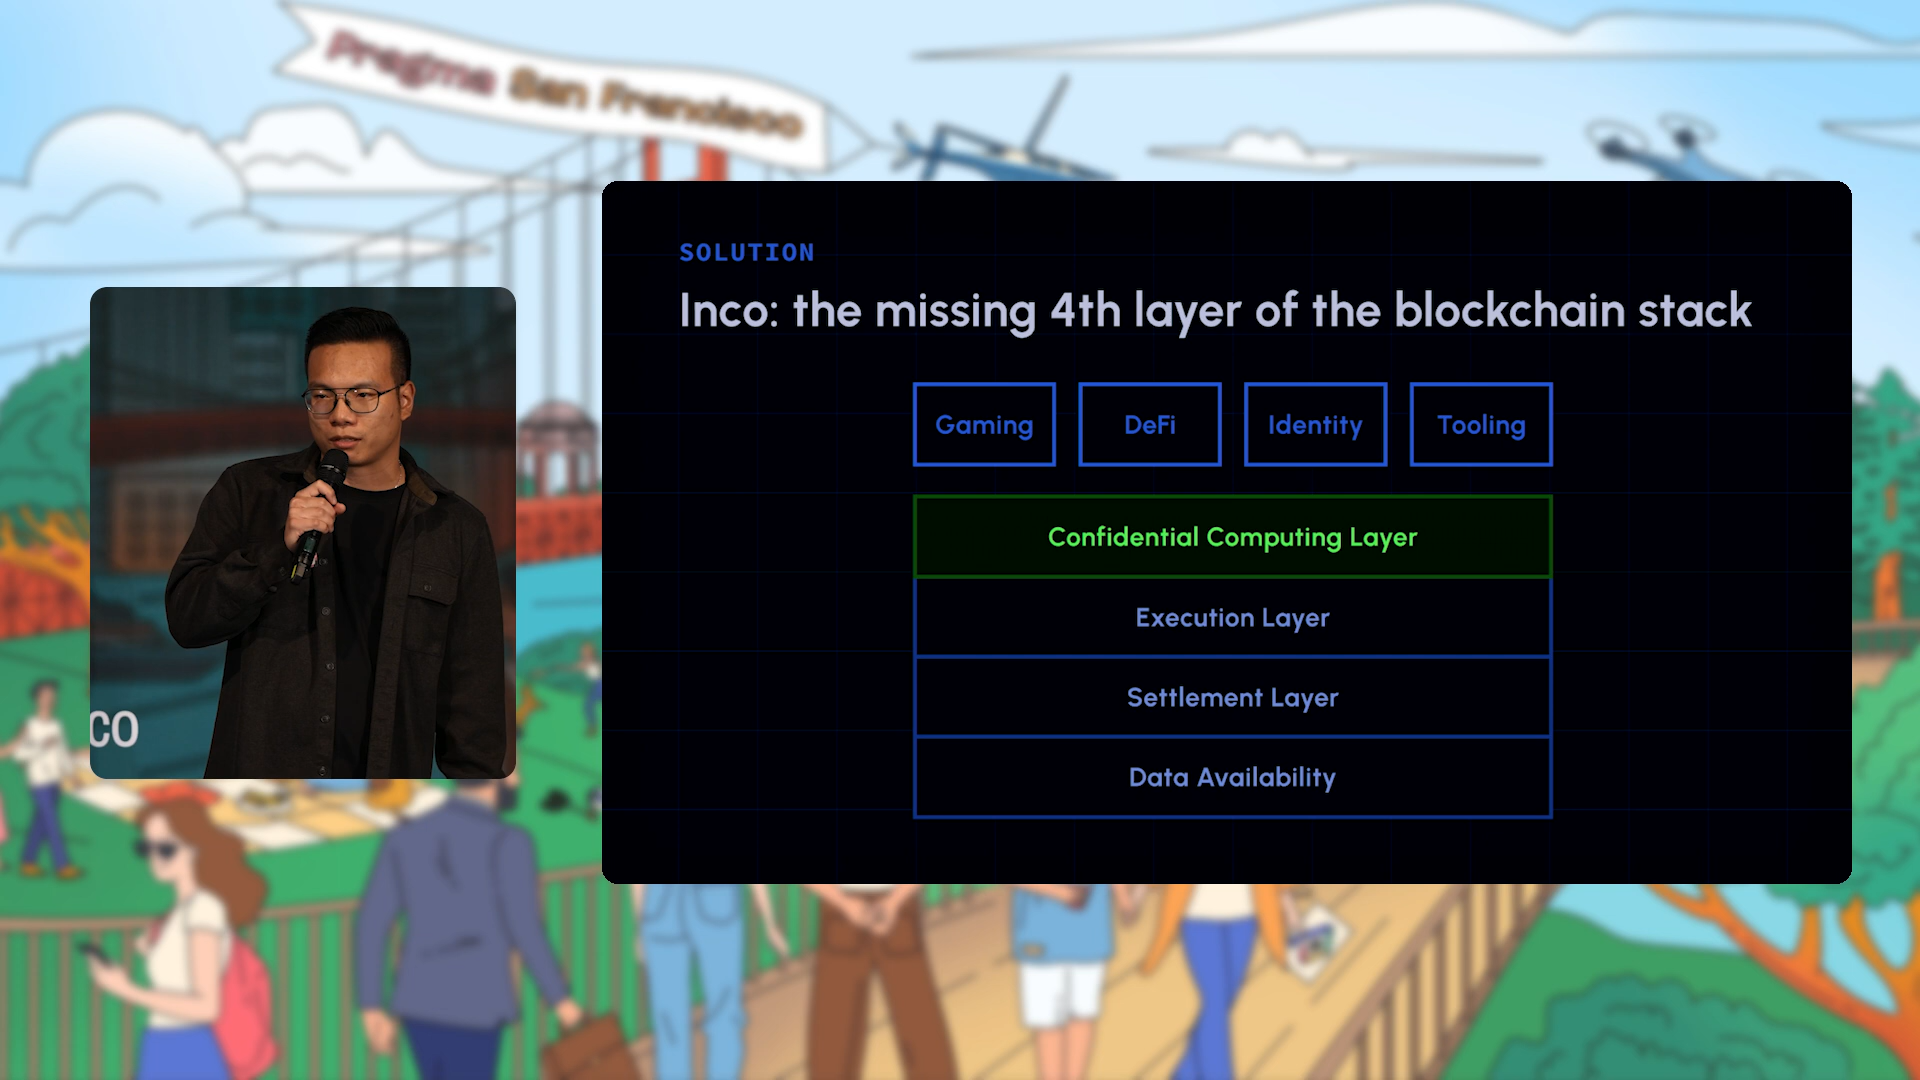 Pragma San Francisco
SOLUTION
Inco: the missing 4th layer of the blockchain stack
Gaming
DeFi
Identity
Tooling
Confidential Computing Layer
Execution Layer
Settlement Layer
Data Availability
CO